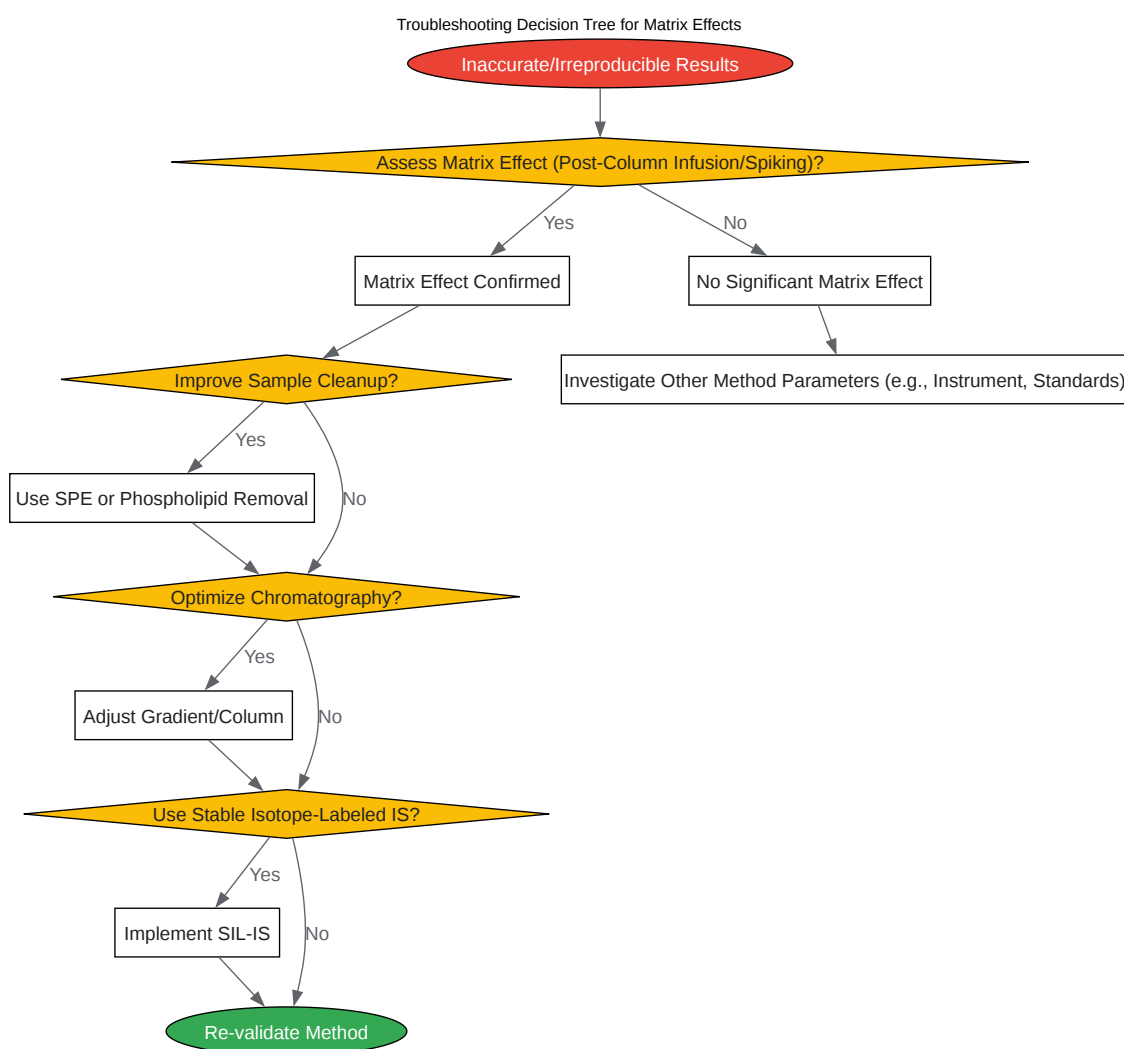 Troubleshooting Decision Tree for Matrix Effects
Inaccurate/Irreproducible Results
Assess Matrix Effect (Post-Column Infusion/Spiking)?
Yes
No
Matrix Effect Confirmed
No Significant Matrix Effect
Improve Sample Cleanup?
Investigate Other Method Parameters (e.g., Instrument, Standards)
Yes
Use SPE or Phospholipid Removal
No
Optimize Chromatography?
Yes
Adjust Gradient/Column
No
Use Stable Isotope-Labeled IS?
Yes
Implement SIL-IS
No
Re-validate Method